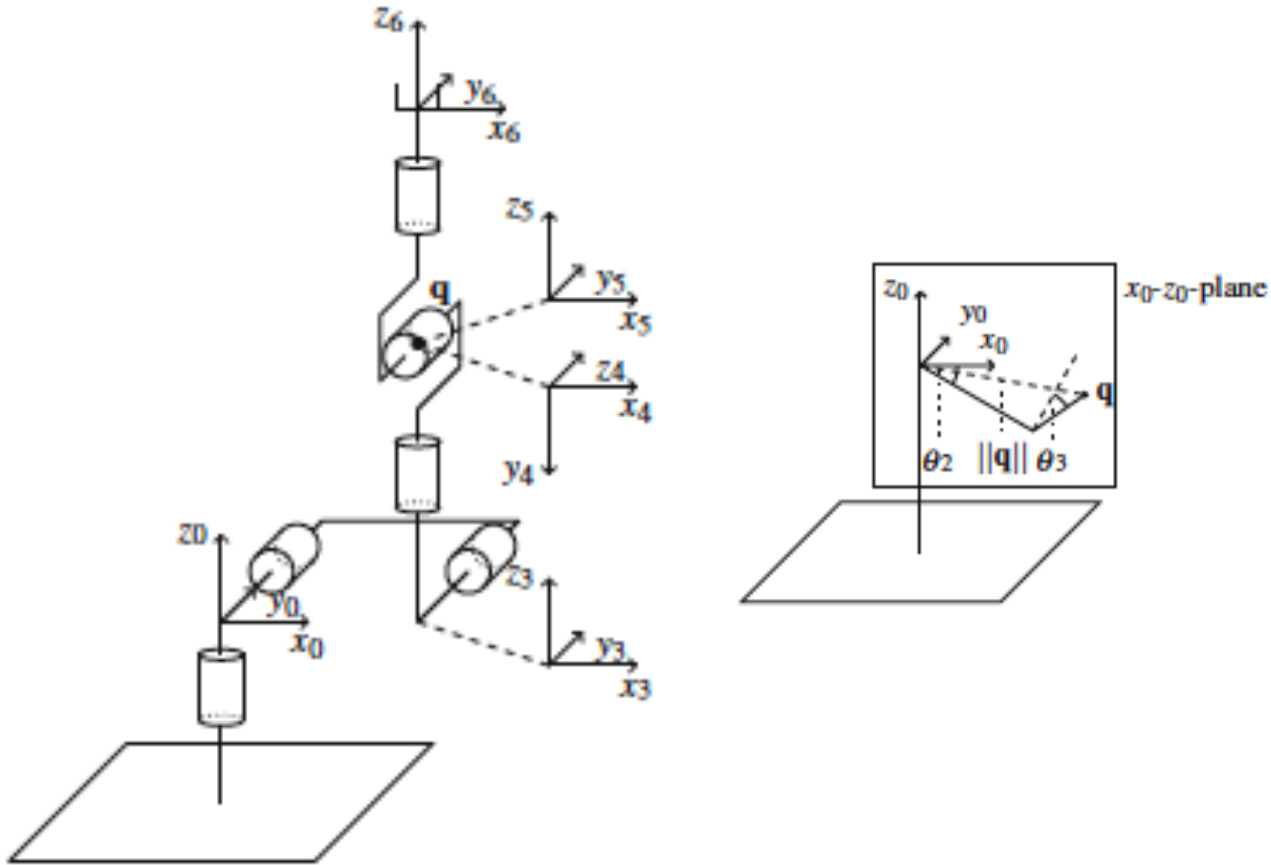 z6
y6
x6
z5
q
y5
x5
z4
x4
y4
z0
y0
x0
z3
y3
x3
x0-z0-plane
z0
y0
x0
q
θ2 ||q|| θ3